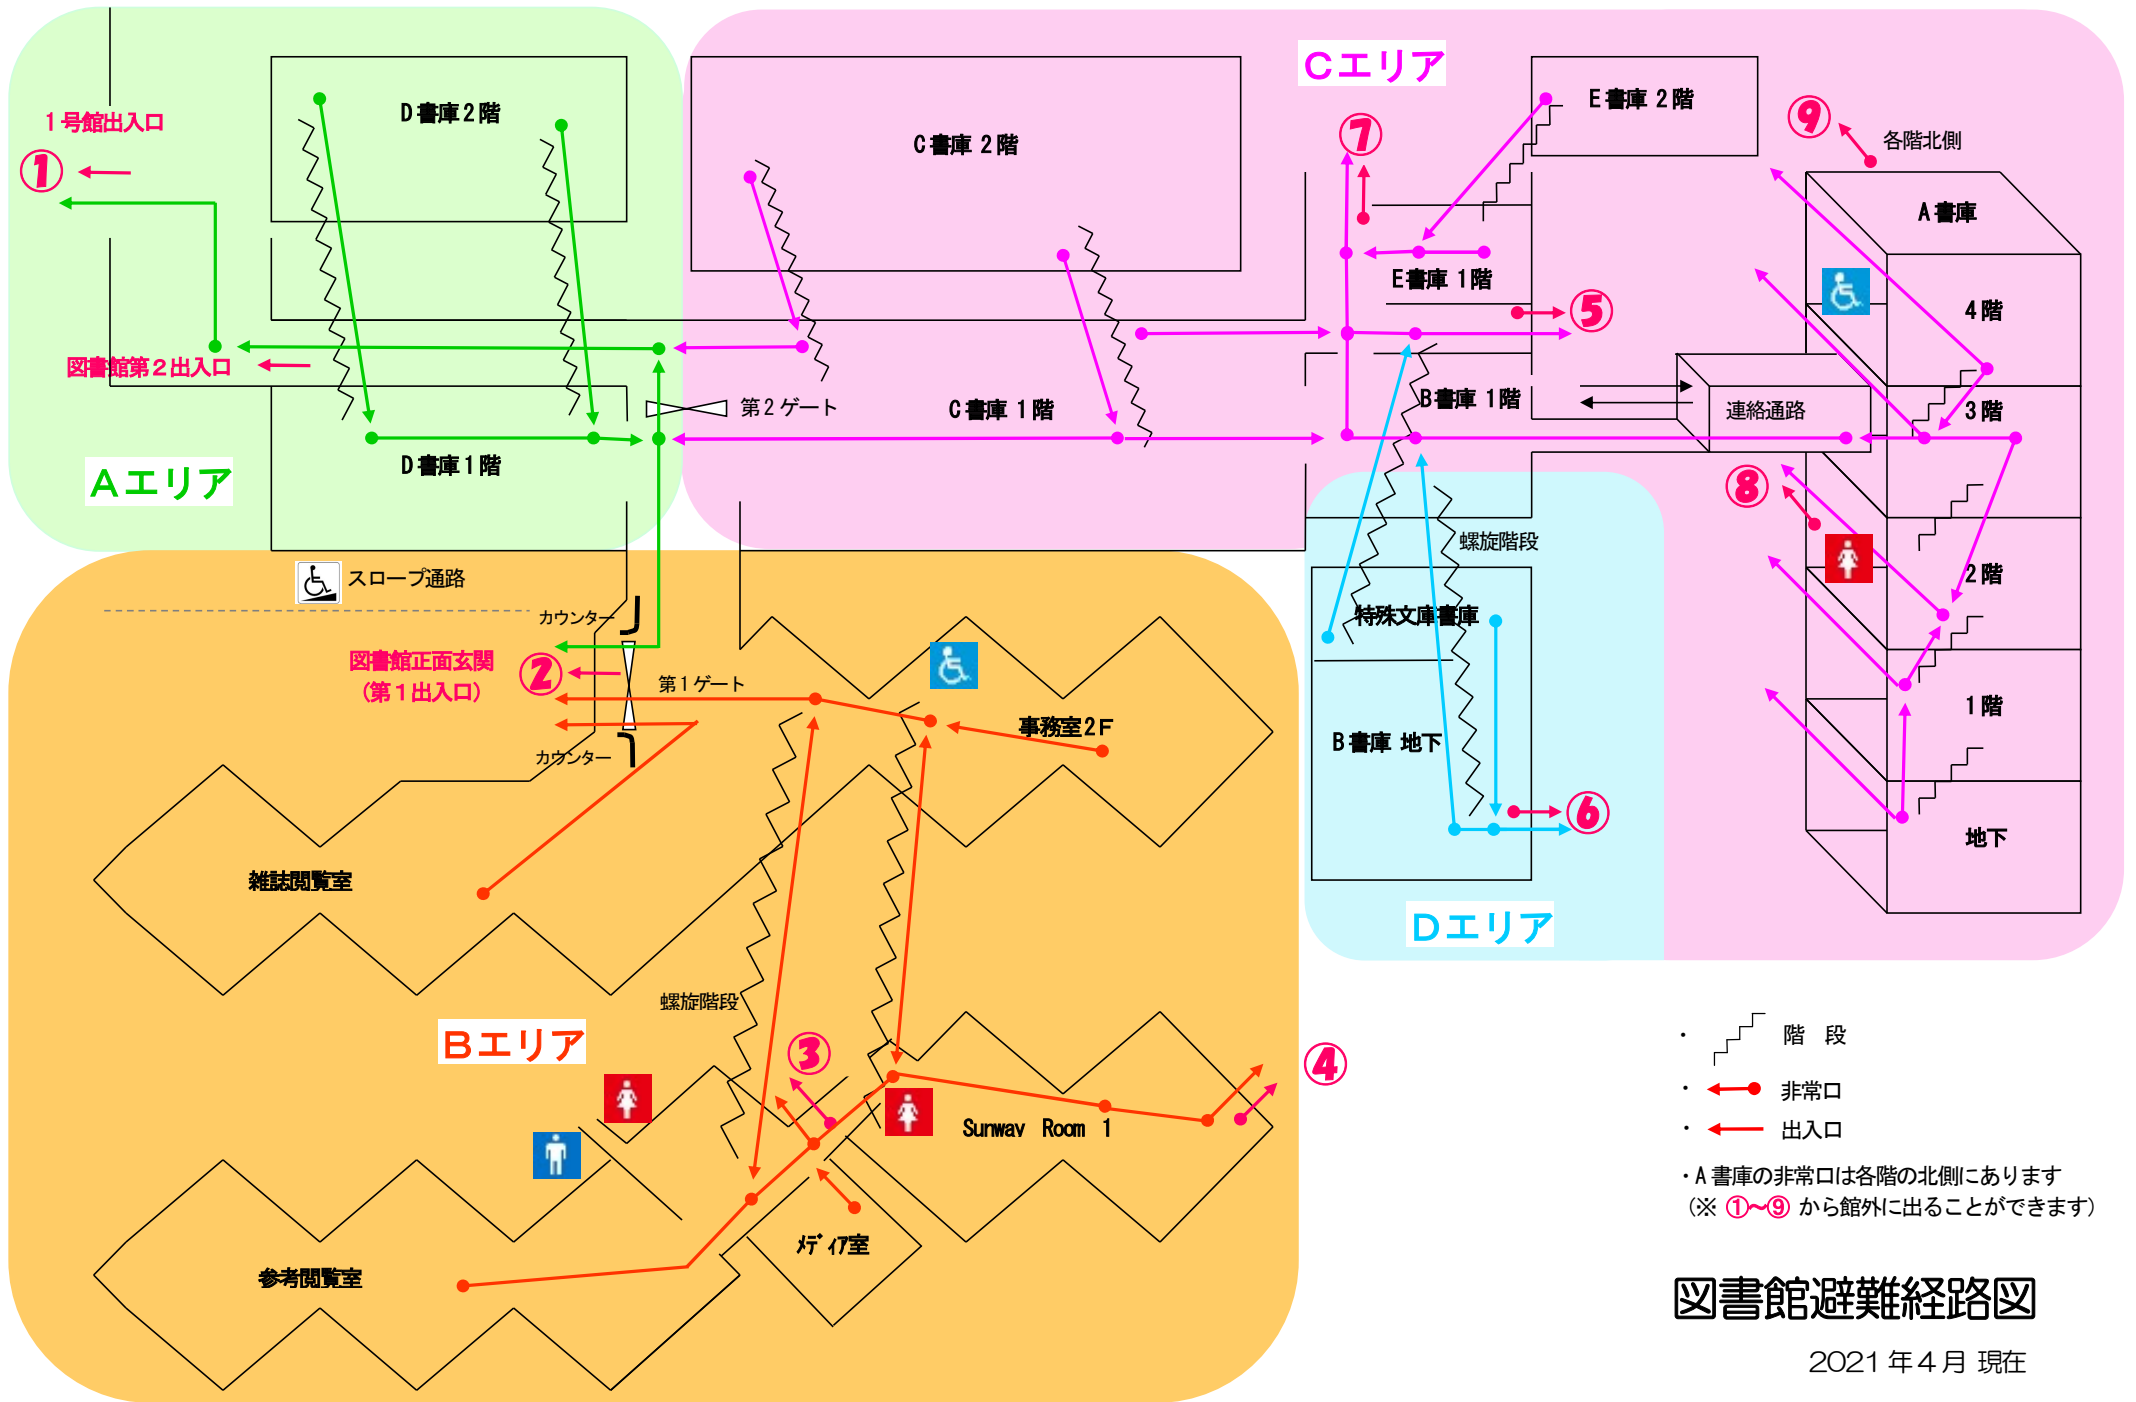 Cエリア
D書庫2階
C書庫 2階
E書庫 2階
1号館出入口
①
⑦
⑨
各階北側
A書庫
E書庫 1階
⑤
4階
図書館第2出入口
第2ゲート
C書庫 1階
B書庫 1階
連絡通路
3階
D書庫1階
Aエリア
⑧
螺旋階段
スロープ通路
2階
カウンター
特殊文庫書庫
図書館正面玄関
(第1出入口)
②
第1ゲート
事務室2F
1階
カウンター
B書庫 地下
⑥
地下
雑誌閲覧室
Dエリア
螺旋階段
Bエリア
③
④
・ 階 段
・ 非常口
Sunway Room 1
・ 出入口
・A書庫の非常口は各階の北側にあります
(※ ①～⑨ から館外に出ることができます)
メディア室
参考閲覧室
図書館避難経路図
2021年4月 現在